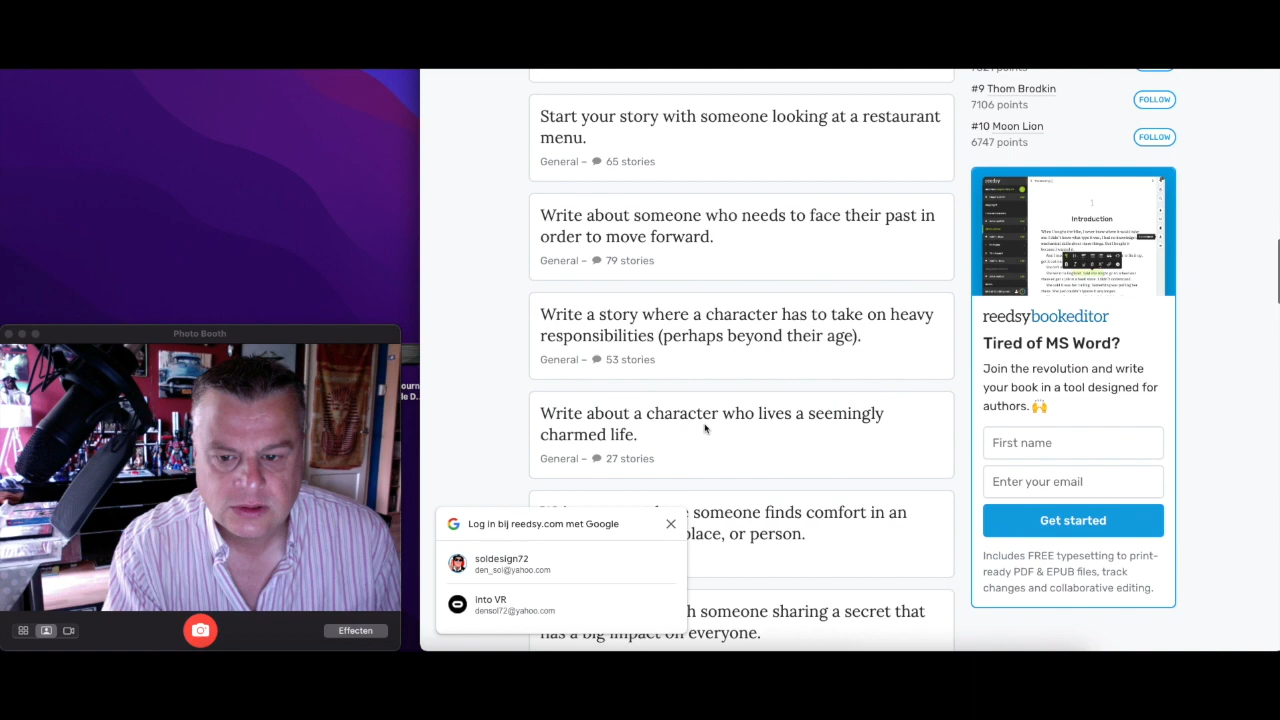 7821 points
#9 Thom Brodkin
FOLLOW
7106 points
#10 Moon Lion
FOLLOW
6747 points
Start your story with someone looking at a restaurant
menu.
General – 65 stories
Write about someone who needs to face their past in
order to move forward.
General – 79 stories
Write a story where a character has to take on heavy
responsibilities (perhaps beyond their age).
General – 53 stories
Write about a character who lives a seemingly
charmed life.
General – 27 stories
someone finds comfort in an
place, or person.
someone sharing a secret that
has a big impact on everyone.
Log in bij reedsy.com met Google
soldesign72
den_sol@yahoo.com
into VR
densol72@yahoo.com
Photo Booth
Effecten
reedsy
Introduction
reedsybookeditor
Tired of MS Word?
Join the revolution and write
your book in a tool designed for
authors. 🙌
First name
Enter your email
Get started
Includes FREE typesetting to print-
ready PDF & EPUB files, track
changes and collaborative editing.